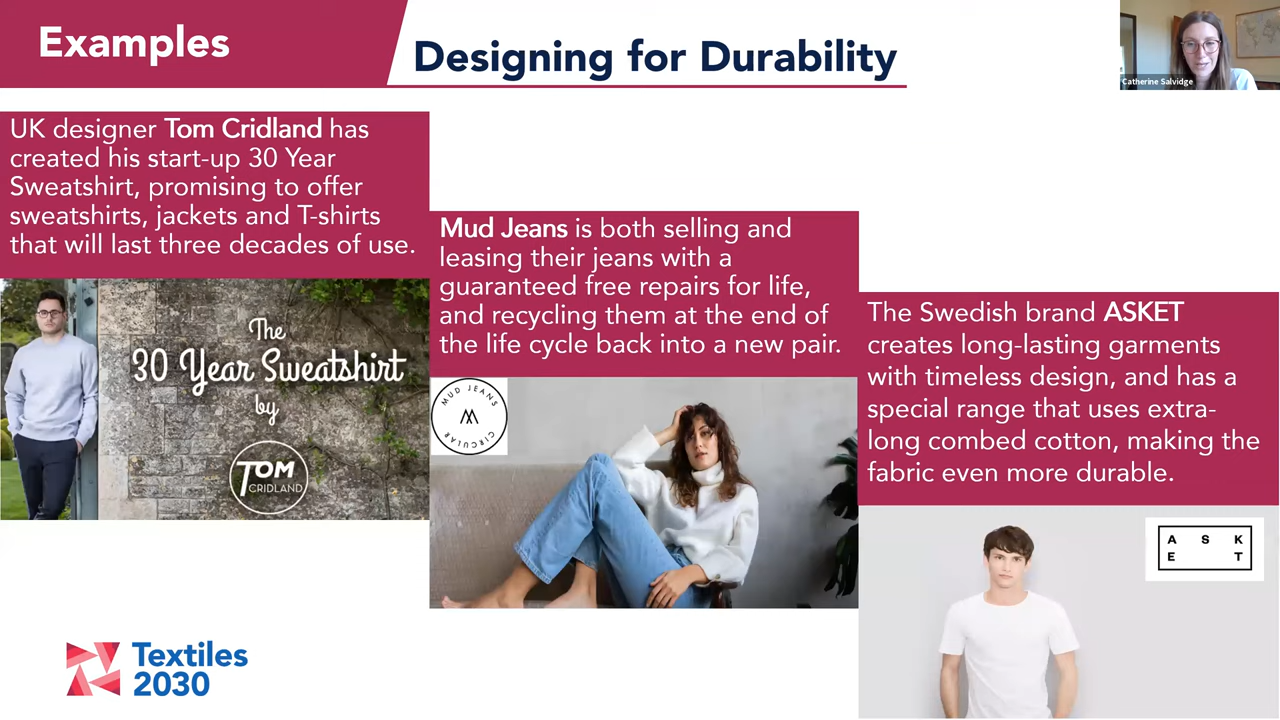 Examples
Designing for Durability
Catherine Salvidge
UK designer Tom Cridland has
created his start-up 30 Year
Sweatshirt, promising to offer
sweatshirts, jackets and T-shirts
that will last three decades of use.
The
30 Year Sweatshirt
by
TOM
CRIDLAND
Mud Jeans is both selling and
leasing their jeans with a
guaranteed free repairs for life,
and recycling them at the end of
the life cycle back into a new pair.
MUD JEANS
CIRCULAR
The Swedish brand ASKET
creates long-lasting garments
with timeless design, and has a
special range that uses extra-
long combed cotton, making the
fabric even more durable.
A S K
E T
Textiles
2030